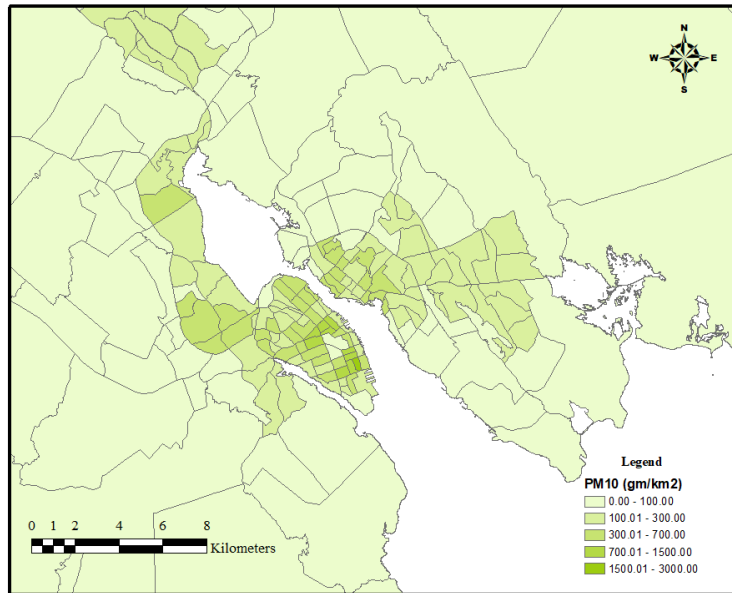 N
W E
S
Legend
PM10 (gm/km2)
0.00 - 100.00
100.01 - 300.00
300.01 - 700.00
700.01 - 1500.00
1500.01 - 3000.00
0 1 2 4 6 8
Kilometers